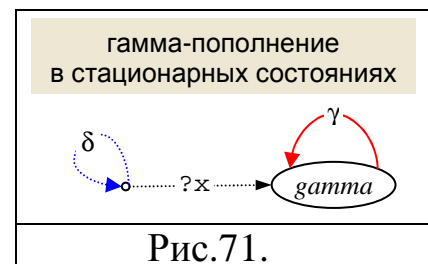 гамма-пополнение
в стационарных состояниях
γ
δ
?x
gamma
Рис.71.